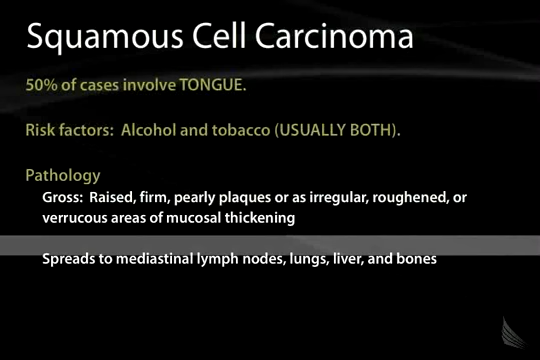 Squamous Cell Carcinoma
50% of cases involve TONGUE.
Risk factors: Alcohol and tobacco (USUALLY BOTH).
Pathology
Gross: Raised, firm, pearly plaques or as irregular, roughened, or
verrucous areas of mucosal thickening
Spreads to mediastinal lymph nodes, lungs, liver, and bones